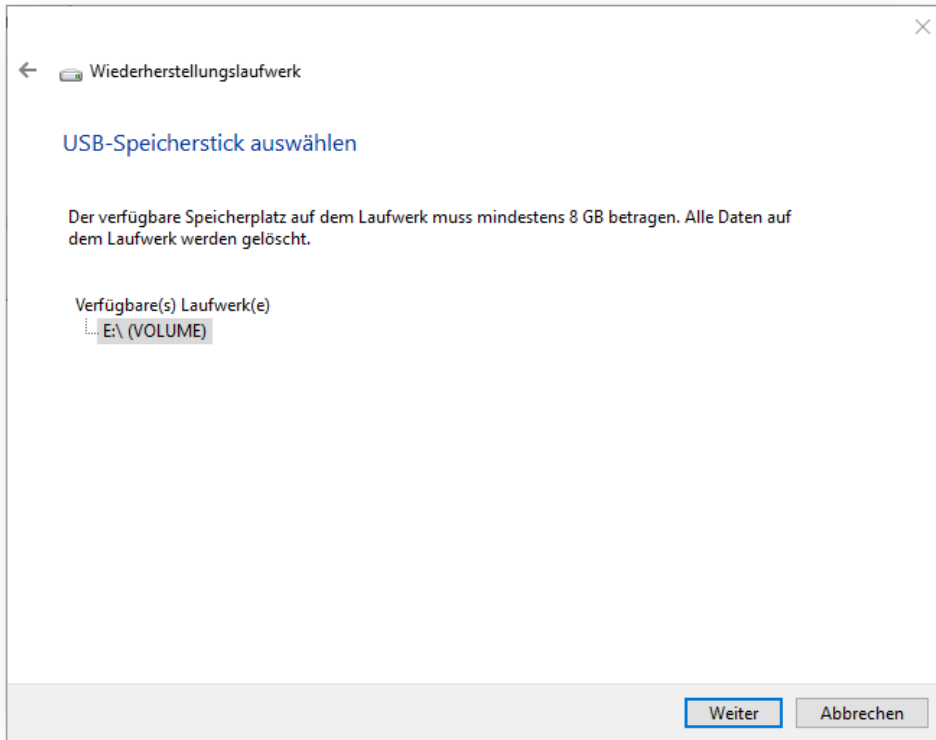 Wiederherstellungslaufwerk
USB-Speicherstick auswählen
Der verfügbare Speicherplatz auf dem Laufwerk muss mindestens 8 GB betragen. Alle Daten auf
dem Laufwerk werden gelöscht.
Verfügbare(s) Laufwerk(e)
E:\ (VOLUME)
Weiter
Abbrechen